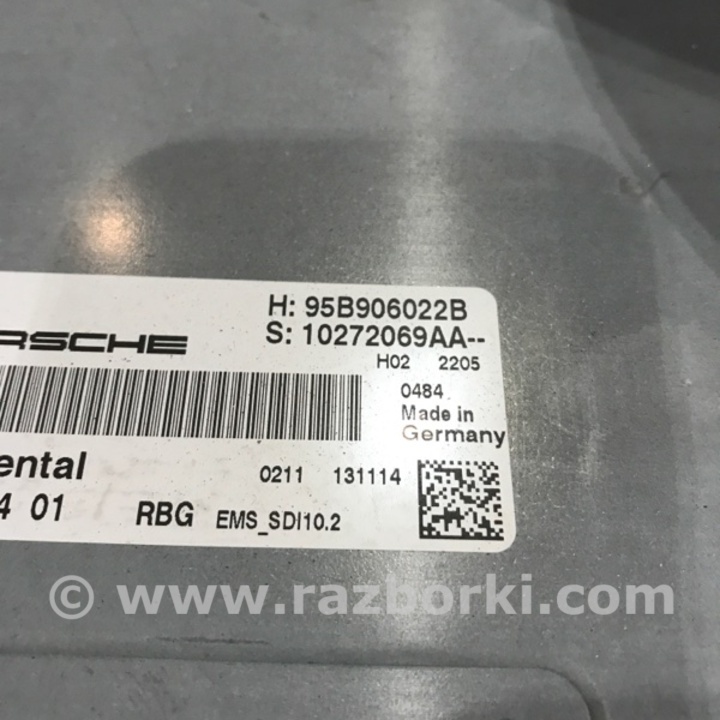 H: 95B906022B
RSCHE S: 10272069AA--
H02 2205
0484
Made in
Germany
ental 0211 131114
4 01 RBG EMS_SDI10.2
© www.razborki.com